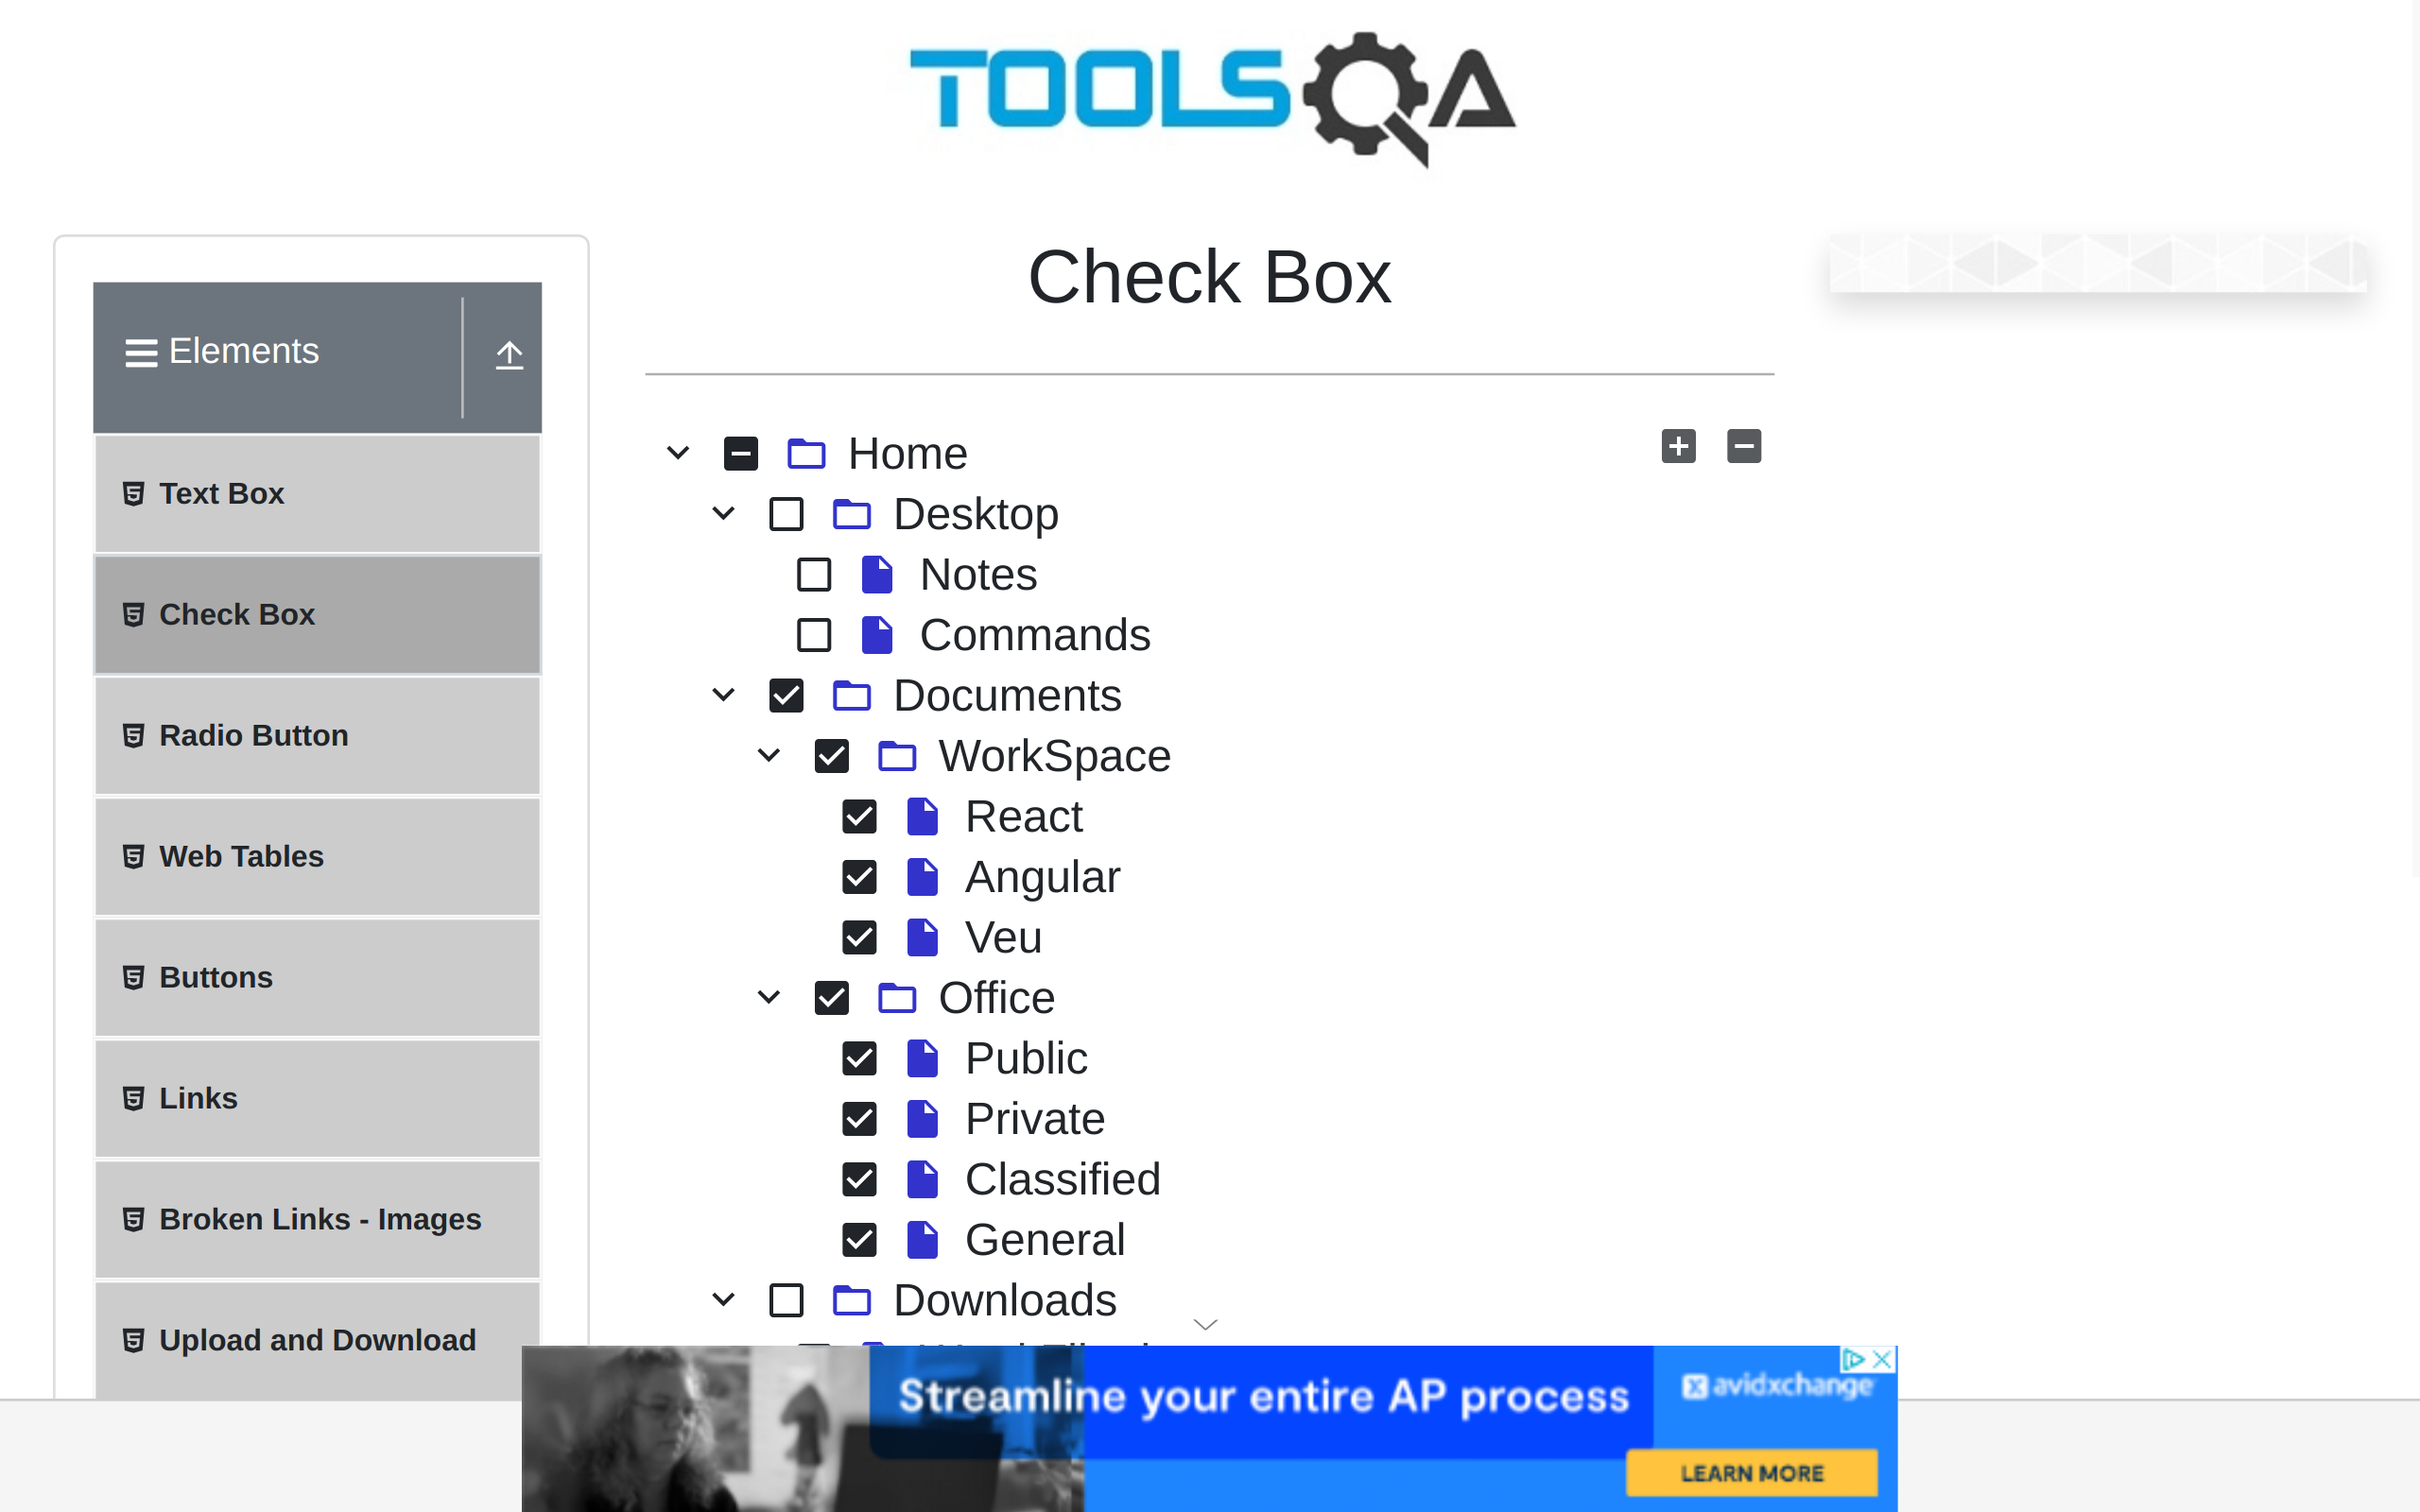 TOOLSQA
Check Box
Elements
Text Box
Check Box
Radio Button
Web Tables
Buttons
Links
Broken Links - Images
Upload and Download
Home
Desktop
Notes
Commands
Documents
WorkSpace
React
Angular
Veu
Office
Public
Private
Classified
General
Downloads
Streamline your entire AP process
avidxchange
LEARN MORE